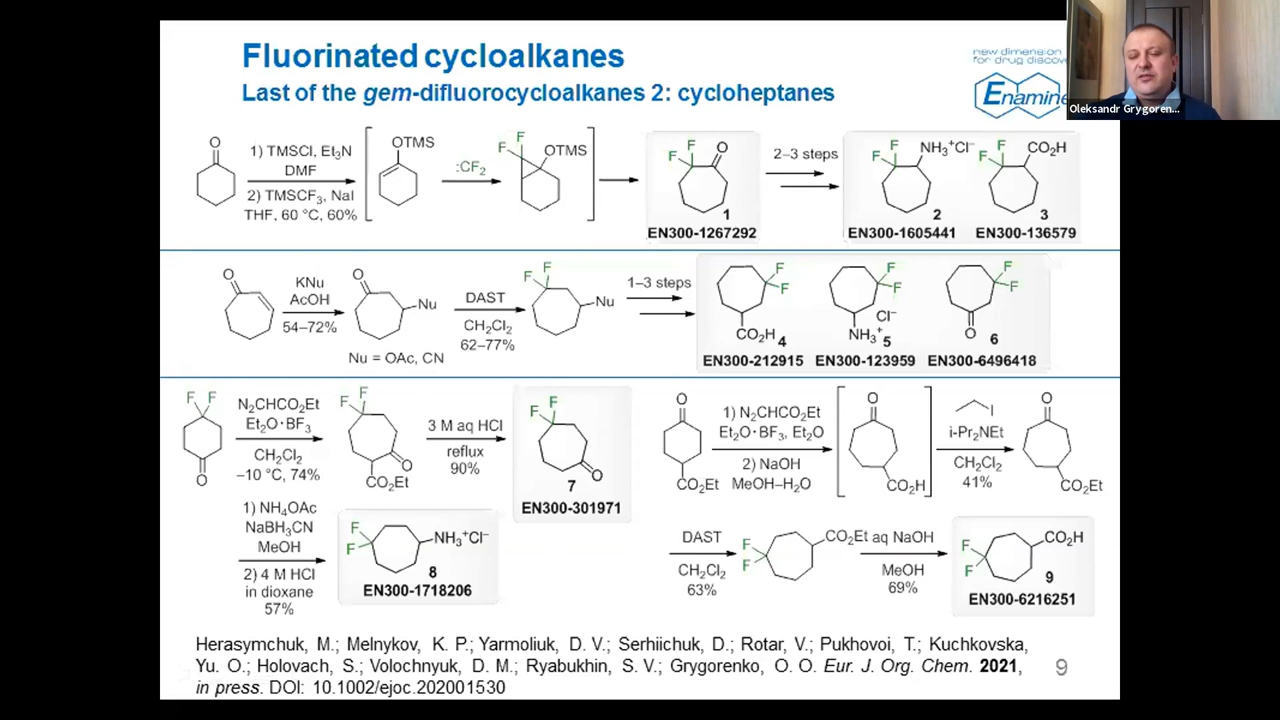 Fluorinated cycloalkanes
Last of the gem-difluorocycloalkanes 2: cycloheptanes
new dimension
for drug
Enamine
Oleksandr Grygoren...
O
1) TMSCl, Et₃N
DMF
2) TMSCF₃, NaI
THF, 60 °C, 60%
OTMS
:CF₂
F
F
OTMS
F
F
O
1
EN300-1267292
2–3 steps
F
F
NH₃⁺Cl⁻
2
EN300-1605441
F
F
CO₂H
3
EN300-136579
O
KNu
AcOH
54–72%
O
Nu
Nu = OAc, CN
DAST
CH₂Cl₂
62–77%
F
F
Nu
1–3 steps
F
F
CO₂H
4
EN300-212915
F
F
Cl⁻
NH₃⁺
5
EN300-123959
F
F
O
6
EN300-6496418
F F
O
N₂CHCO₂Et
Et₂O·BF₃
CH₂Cl₂
–10 °C, 74%
F
F
O
CO₂Et
3 M aq HCl
reflux
90%
F
F
O
7
EN300-301971
1) NH₄OAc
NaBH₃CN
MeOH
2) 4 M HCl
in dioxane
57%
F
F
NH₃⁺Cl⁻
8
EN300-1718206
O
CO₂Et
1) N₂CHCO₂Et
Et₂O·BF₃, Et₂O
2) NaOH
MeOH–H₂O
O
CO₂H
I
i-Pr₂NEt
CH₂Cl₂
41%
O
CO₂Et
DAST
CH₂Cl₂
63%
F
F
CO₂Et
aq NaOH
MeOH
69%
F
F
CO₂H
9
EN300-6216251
Herasymchuk, M.; Melnykov, K. P.; Yarmoliuk, D. V.; Serhiichuk, D.; Rotar, V.; Pukhovoi, T.; Kuchkovska,
Yu. O.; Holovach, S.; Volochnyuk, D. M.; Ryabukhin, S. V.; Grygorenko, O. O. Eur. J. Org. Chem. 2021,
in press. DOI: 10.1002/ejoc.202001530
9